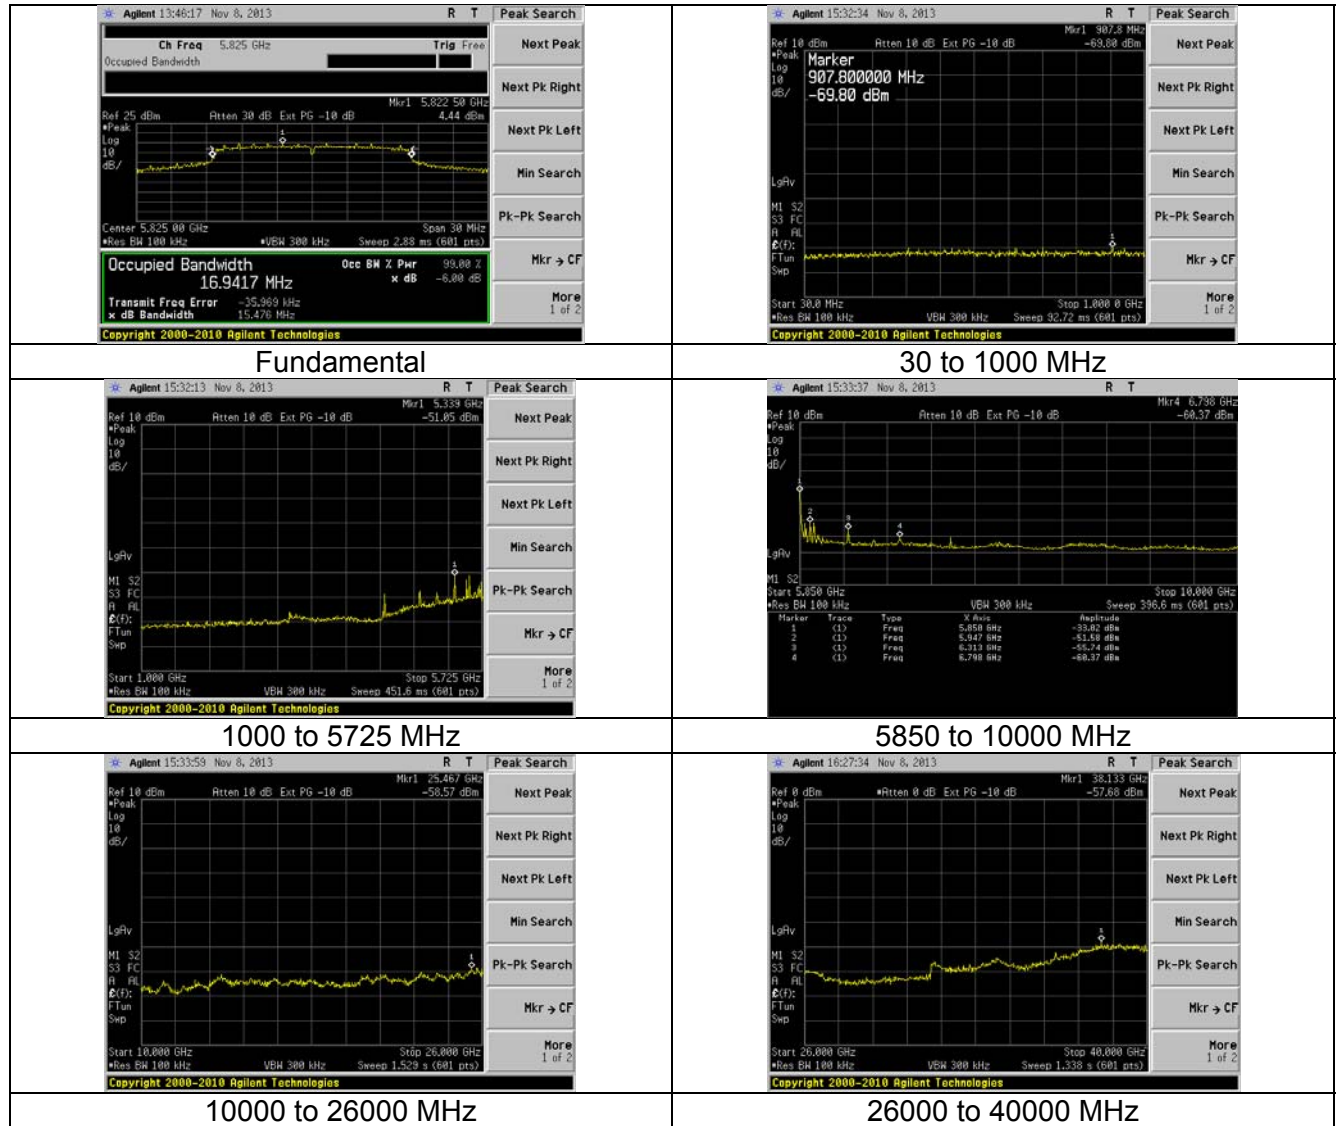 Agilent 13:46:17 Nov 8, 2013 R T Peak Search
Ch Freq 5.825 GHz Trig Free
Occupied Bandwidth
Mkr1 5.822 50 GHz
Ref 25 dBm Atten 30 dB Ext PG -10 dB 4.44 dBm
*Peak
Log
10
dB/
1
Center 5.825 00 GHz Span 30 MHz
*Res BW 100 kHz *VBW 300 kHz Sweep 2.88 ms (601 pts)
Occupied Bandwidth Occ BW % Pwr 99.00 %
16.9417 MHz x dB -6.00 dB
Transmit Freq Error -35.969 kHz
x dB Bandwidth 15.476 MHz
Copyright 2000-2010 Agilent Technologies
Next Peak
Next Pk Right
Next Pk Left
Min Search
Pk-Pk Search
Mkr → CF
More
1 of 2
Fundamental
Agilent 15:32:34 Nov 8, 2013 R T Peak Search
Mkr1 907.8 MHz
Ref 10 dBm Atten 10 dB Ext PG -10 dB -69.80 dBm
*Peak
Log
10
dB/
Marker
907.800000 MHz
-69.80 dBm
LgAv
M1 S2
S3 FC
A AL
£(f):
FTun
Swp
1
Start 30.0 MHz Stop 1.000 0 GHz
*Res BW 100 kHz VBW 300 kHz Sweep 92.72 ms (601 pts)
Copyright 2000-2010 Agilent Technologies
Next Peak
Next Pk Right
Next Pk Left
Min Search
Pk-Pk Search
Mkr → CF
More
1 of 2
30 to 1000 MHz
Agilent 15:32:13 Nov 8, 2013 R T Peak Search
Mkr1 5.339 GHz
Ref 10 dBm Atten 10 dB Ext PG -10 dB -51.05 dBm
*Peak
Log
10
dB/
LgAv
M1 S2
S3 FC
A AL
£(f):
FTun
Swp
1
Start 1.000 GHz Stop 5.725 GHz
*Res BW 100 kHz VBW 300 kHz Sweep 451.6 ms (601 pts)
Copyright 2000-2010 Agilent Technologies
Next Peak
Next Pk Right
Next Pk Left
Min Search
Pk-Pk Search
Mkr → CF
More
1 of 2
1000 to 5725 MHz
Agilent 15:33:37 Nov 8, 2013 R T
Mkr4 6.798 GHz
Ref 10 dBm Atten 10 dB Ext PG -10 dB -60.37 dBm
*Peak
Log
10
dB/
1
2
3
4
LgAv
M1 S2
Start 5.850 GHz Stop 10.000 GHz
*Res BW 100 kHz VBW 300 kHz Sweep 396.6 ms (601 pts)
Marker Trace Type X Axis Amplitude
1 (1) Freq 5.850 GHz -33.02 dBm
2 (1) Freq 5.947 GHz -51.58 dBm
3 (1) Freq 6.313 GHz -55.74 dBm
4 (1) Freq 6.798 GHz -60.37 dBm
5850 to 10000 MHz
Agilent 15:33:59 Nov 8, 2013 R T Peak Search
Mkr1 25.467 GHz
Ref 10 dBm Atten 10 dB Ext PG -10 dB -58.57 dBm
*Peak
Log
10
dB/
LgAv
M1 S2
S3 FC
A AL
£(f):
FTun
Swp
1
Start 10.000 GHz Stop 26.000 GHz
*Res BW 100 kHz VBW 300 kHz Sweep 1.529 s (601 pts)
Copyright 2000-2010 Agilent Technologies
Next Peak
Next Pk Right
Next Pk Left
Min Search
Pk-Pk Search
Mkr → CF
More
1 of 2
10000 to 26000 MHz
Agilent 16:27:34 Nov 8, 2013 R T Peak Search
Mkr1 38.133 GHz
Ref 0 dBm *Atten 0 dB Ext PG -10 dB -57.68 dBm
*Peak
Log
10
dB/
LgAv
M1 S2
S3 FC
A AL
£(f):
FTun
Swp
1
Start 26.000 GHz Stop 40.000 GHz
*Res BW 100 kHz VBW 300 kHz Sweep 1.338 s (601 pts)
Copyright 2000-2010 Agilent Technologies
Next Peak
Next Pk Right
Next Pk Left
Min Search
Pk-Pk Search
Mkr → CF
More
1 of 2
26000 to 40000 MHz